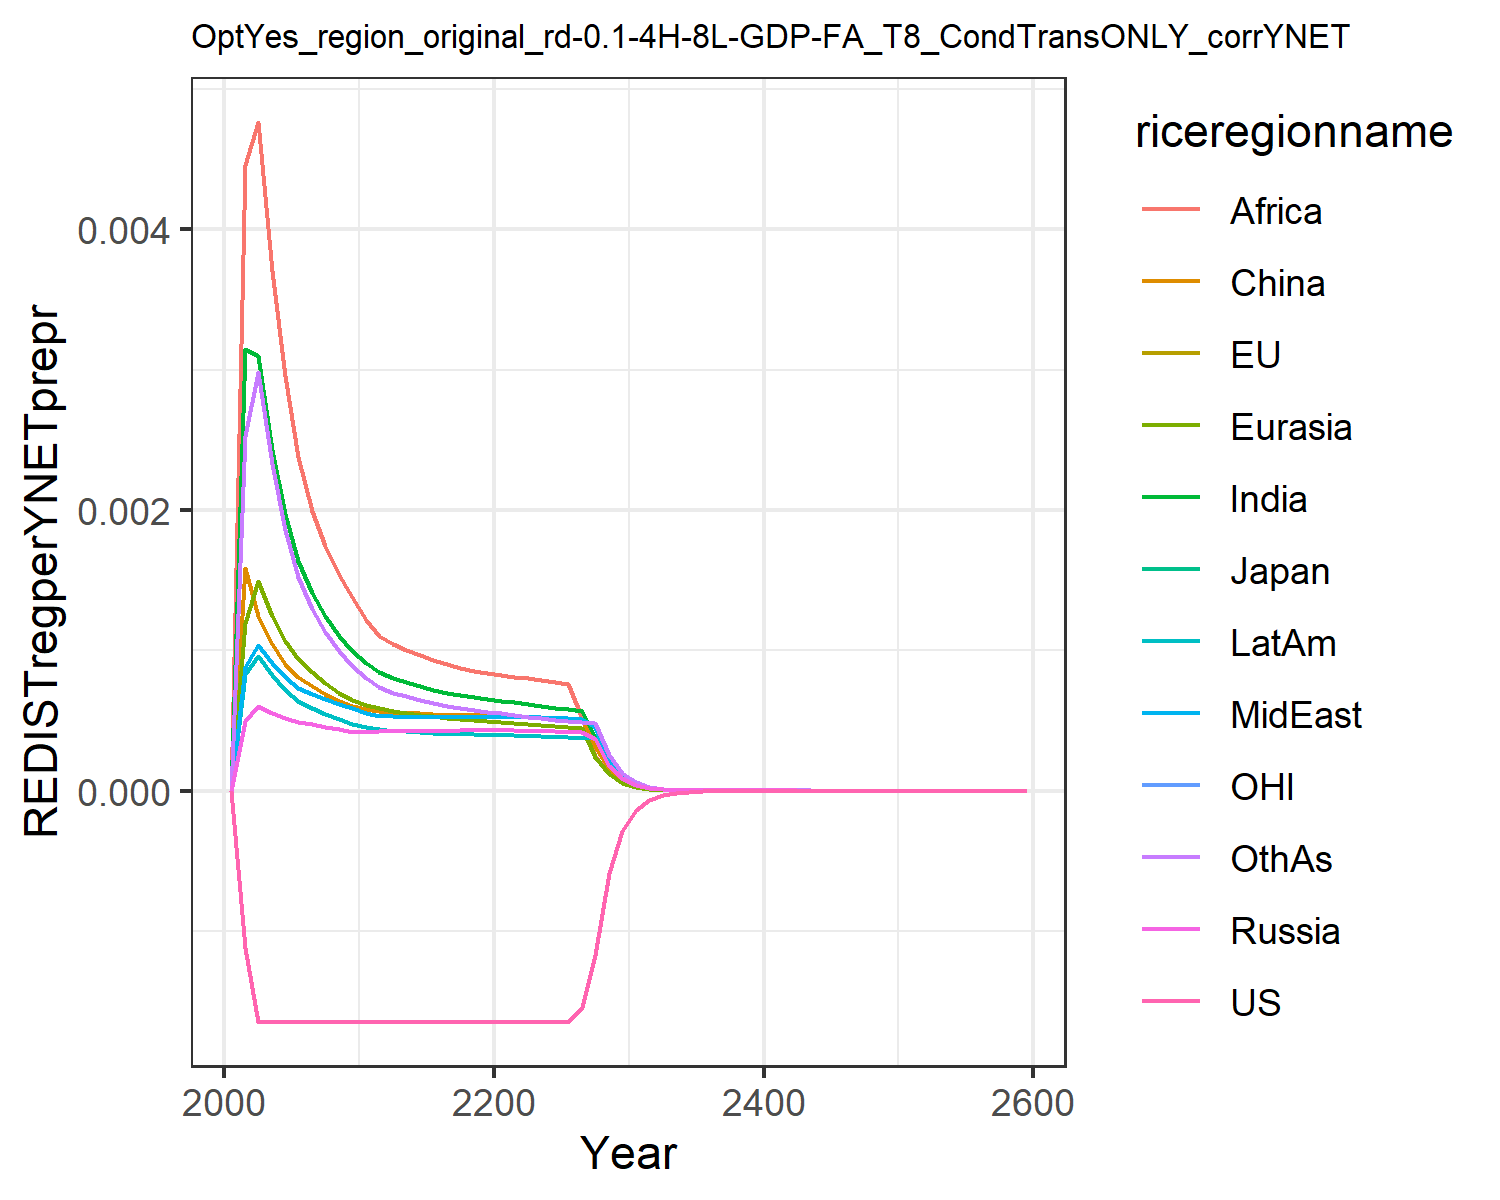 OptYes_region_original_rd-0.1-4H-8L-GDP-FA_T8_CondTransONLY_corrYNET
REDISTregperYNETprepr
0.004
0.002
0.000
2000
2200
2400
2600
Year
riceregionname
Africa
China
EU
Eurasia
India
Japan
LatAm
MidEast
OHI
OthAs
Russia
US